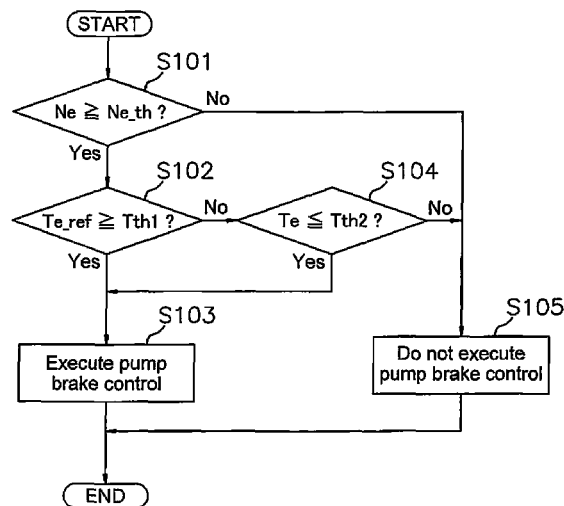 START
S101
Ne ≧ Ne_th ?
No
Yes
S102
S104
Te_ref ≧ Tth1 ?
No
Te ≦ Tth2 ?
No
Yes
Yes
S103
S105
Execute pump
brake control
Do not execute
pump brake control
END